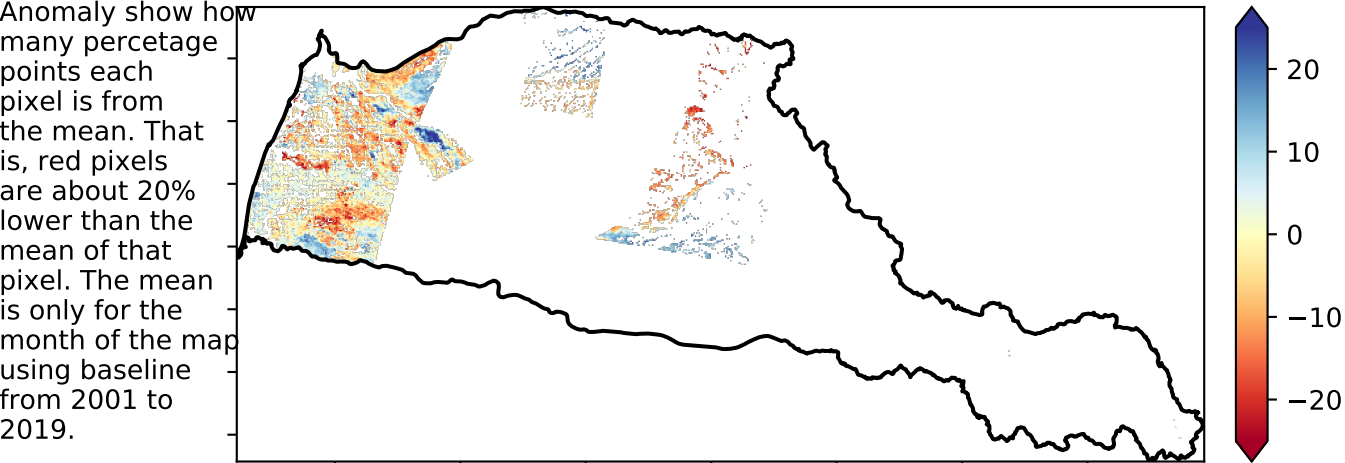 Anomaly show how
many percetage
points each
pixel is from
the mean. That
is, red pixels
are about 20%
lower than the
mean of that
pixel. The mean
is only for the
month of the map
using baseline
from 2001 to
2019.
20
10
0
−10
−20